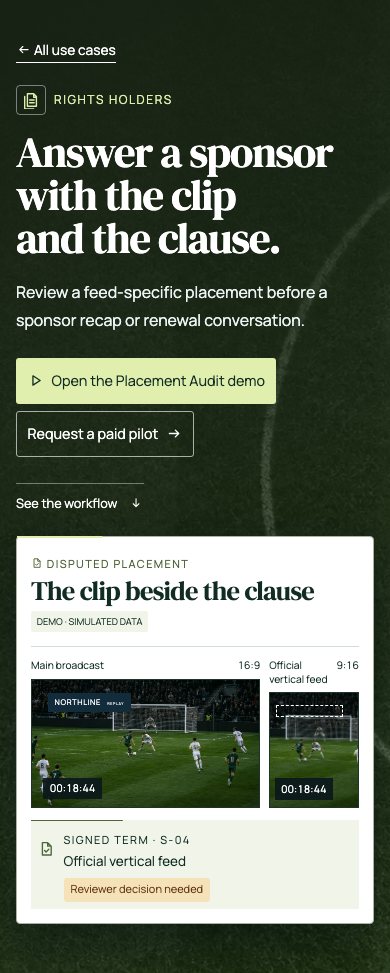 ← All use cases
RIGHTS HOLDERS
Answer a sponsor
with the clip
and the clause.
Review a feed-specific placement before a
sponsor recap or renewal conversation.
Open the Placement Audit demo
Request a paid pilot →
See the workflow ↓
DISPUTED PLACEMENT
The clip beside the clause
DEMO · SIMULATED DATA
Main broadcast 16:9
Official 9:16
vertical feed
NORTHLINE REPLAY
00:18:44
00:18:44
SIGNED TERM · S-04
Official vertical feed
Reviewer decision needed